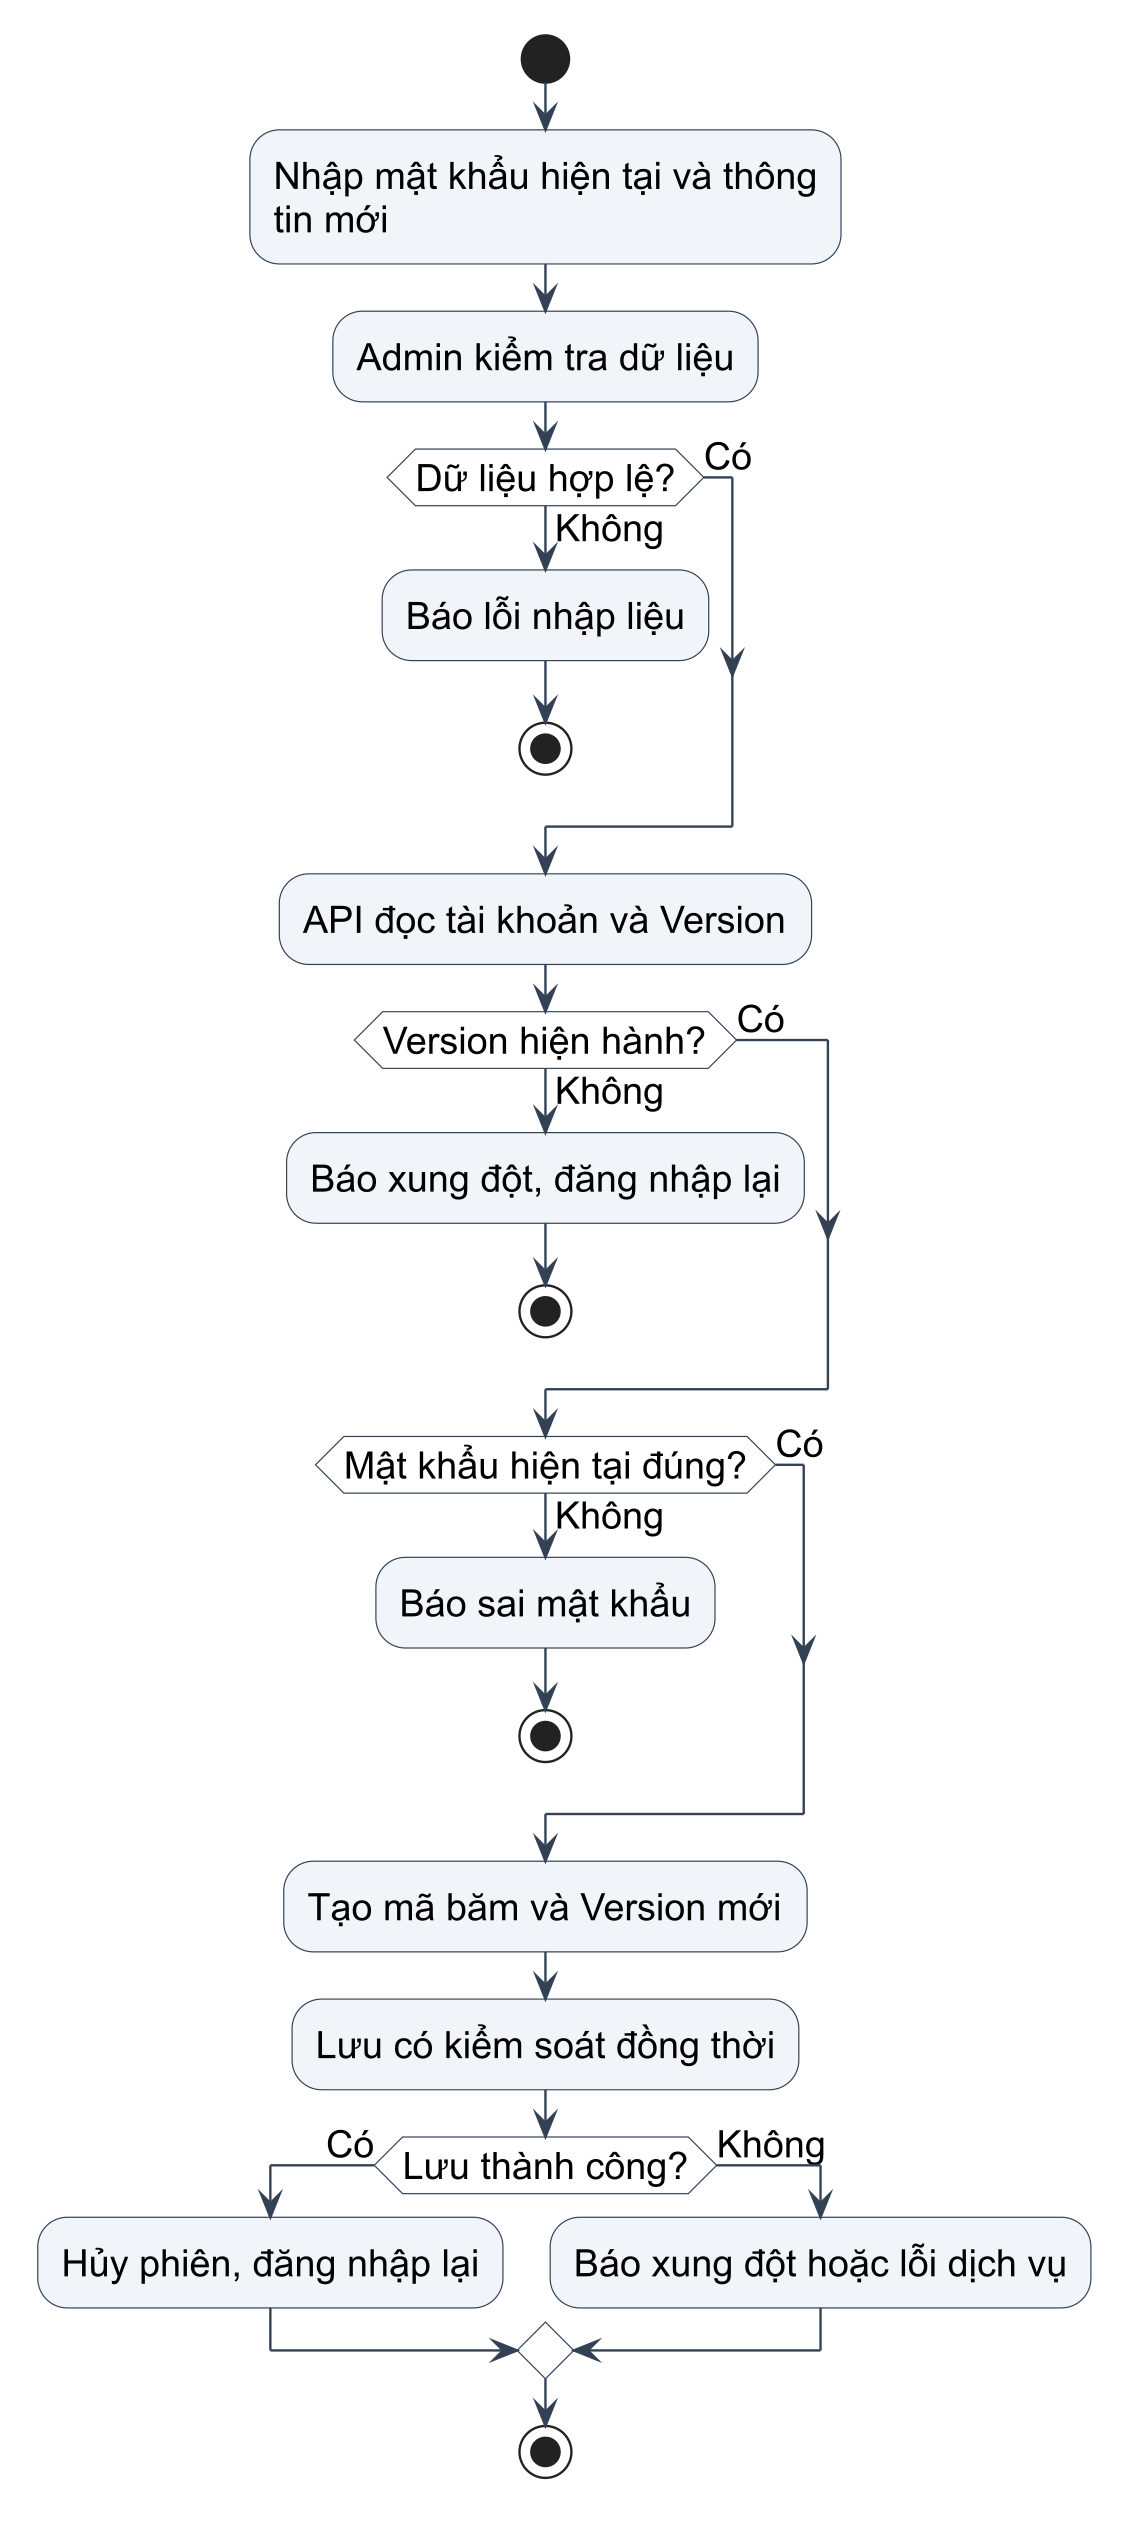 Nhập mật khẩu hiện tại và thông
tin mới
Admin kiểm tra dữ liệu
Dữ liệu hợp lệ?
Có
Không
Báo lỗi nhập liệu
API đọc tài khoản và Version
Version hiện hành?
Có
Không
Báo xung đột, đăng nhập lại
Mật khẩu hiện tại đúng?
Có
Không
Báo sai mật khẩu
Tạo mã băm và Version mới
Lưu có kiểm soát đồng thời
Có
Lưu thành công?
Không
Hủy phiên, đăng nhập lại
Báo xung đột hoặc lỗi dịch vụ